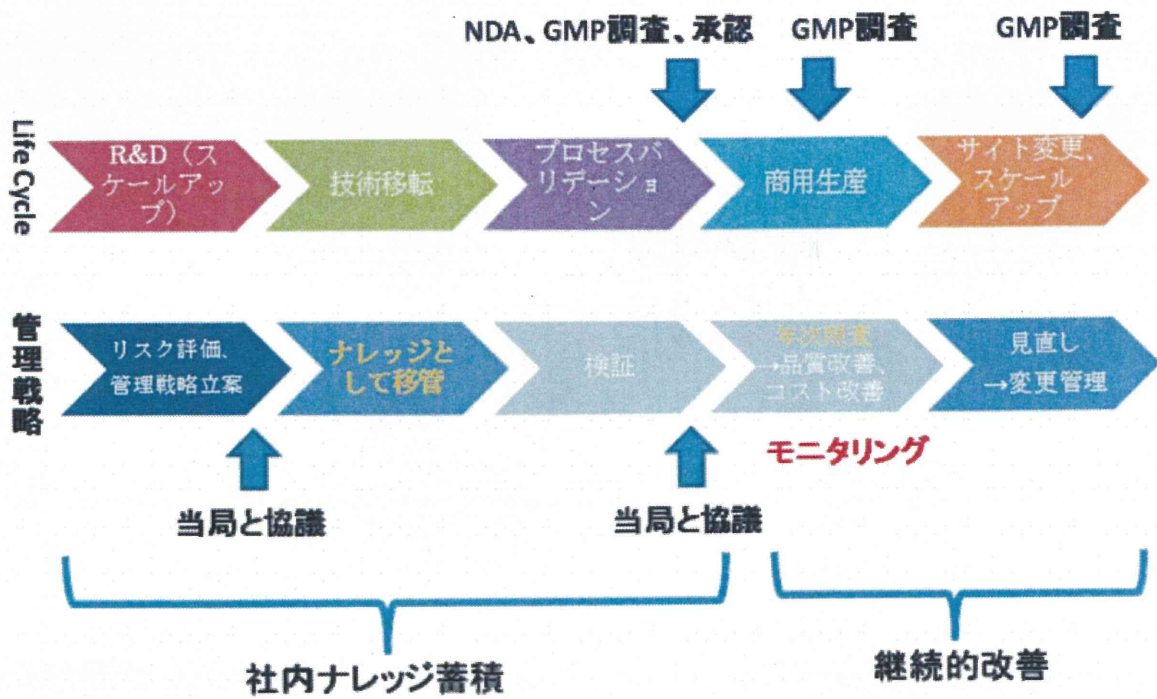 NDA、GMP調査、承認
GMP調査
GMP調査
Life Cycle
R&D（ス
ケールアッ
プ）
技術移転
プロセスバ
リデーショ
ン
商用生産
サイト変更、
スケール
アップ
管理戦略
リスク評価、
管理戦略立案
ナレッジと
して移管
検証
年次照査
→品質改善、
コスト改善
見直し
→変更管理
モニタリング
当局と協議
当局と協議
社内ナレッジ蓄積
継続的改善